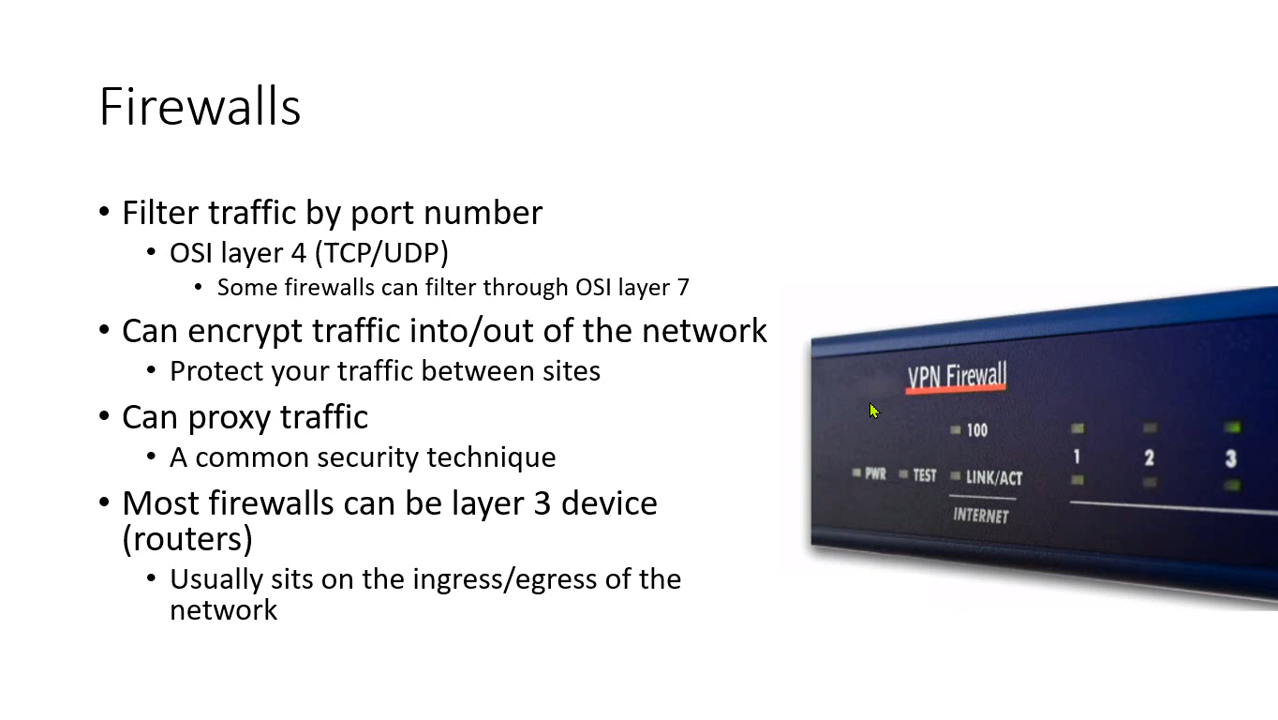 Firewalls
• Filter traffic by port number
• OSI layer 4 (TCP/UDP)
• Some firewalls can filter through OSI layer 7
• Can encrypt traffic into/out of the network
• Protect your traffic between sites
• Can proxy traffic
• A common security technique
• Most firewalls can be layer 3 device
(routers)
• Usually sits on the ingress/egress of the
network
VPN Firewall
100
1 2 3
PWR TEST LINK/ACT
INTERNET